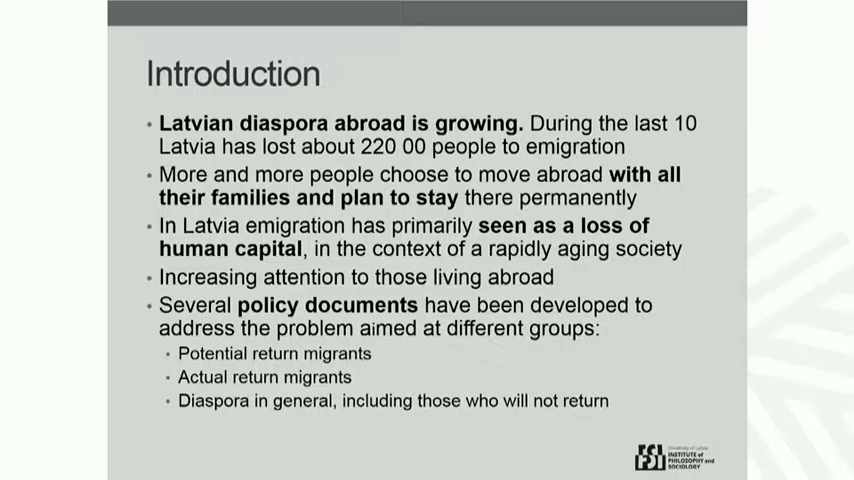 Introduction
• Latvian diaspora abroad is growing. During the last 10
Latvia has lost about 220 00 people to emigration
• More and more people choose to move abroad with all
their families and plan to stay there permanently
• In Latvia emigration has primarily seen as a loss of
human capital, in the context of a rapidly aging society
• Increasing attention to those living abroad
• Several policy documents have been developed to
address the problem aimed at different groups:
• Potential return migrants
• Actual return migrants
• Diaspora in general, including those who will not return
FSI
University of Latvia
INSTITUTE of
PHILOSOPHY and
SOCIOLOGY